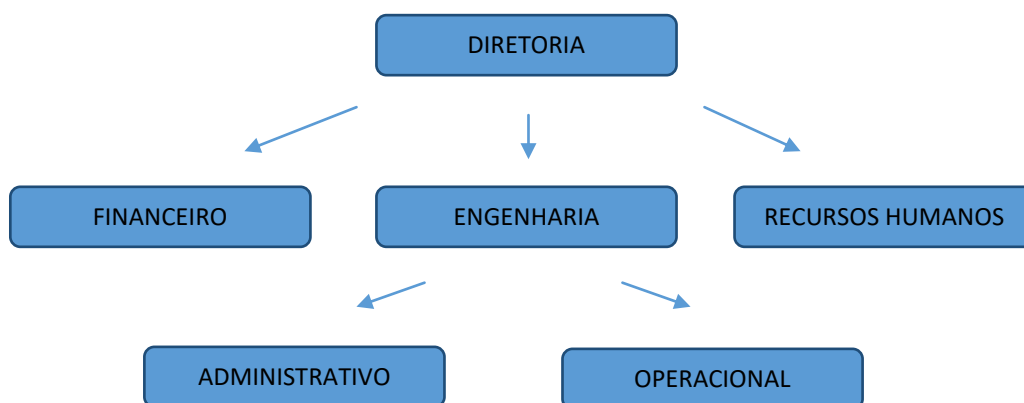 DIRETORIA
FINANCEIRO
ENGENHARIA
RECURSOS HUMANOS
ADMINISTRATIVO
OPERACIONAL